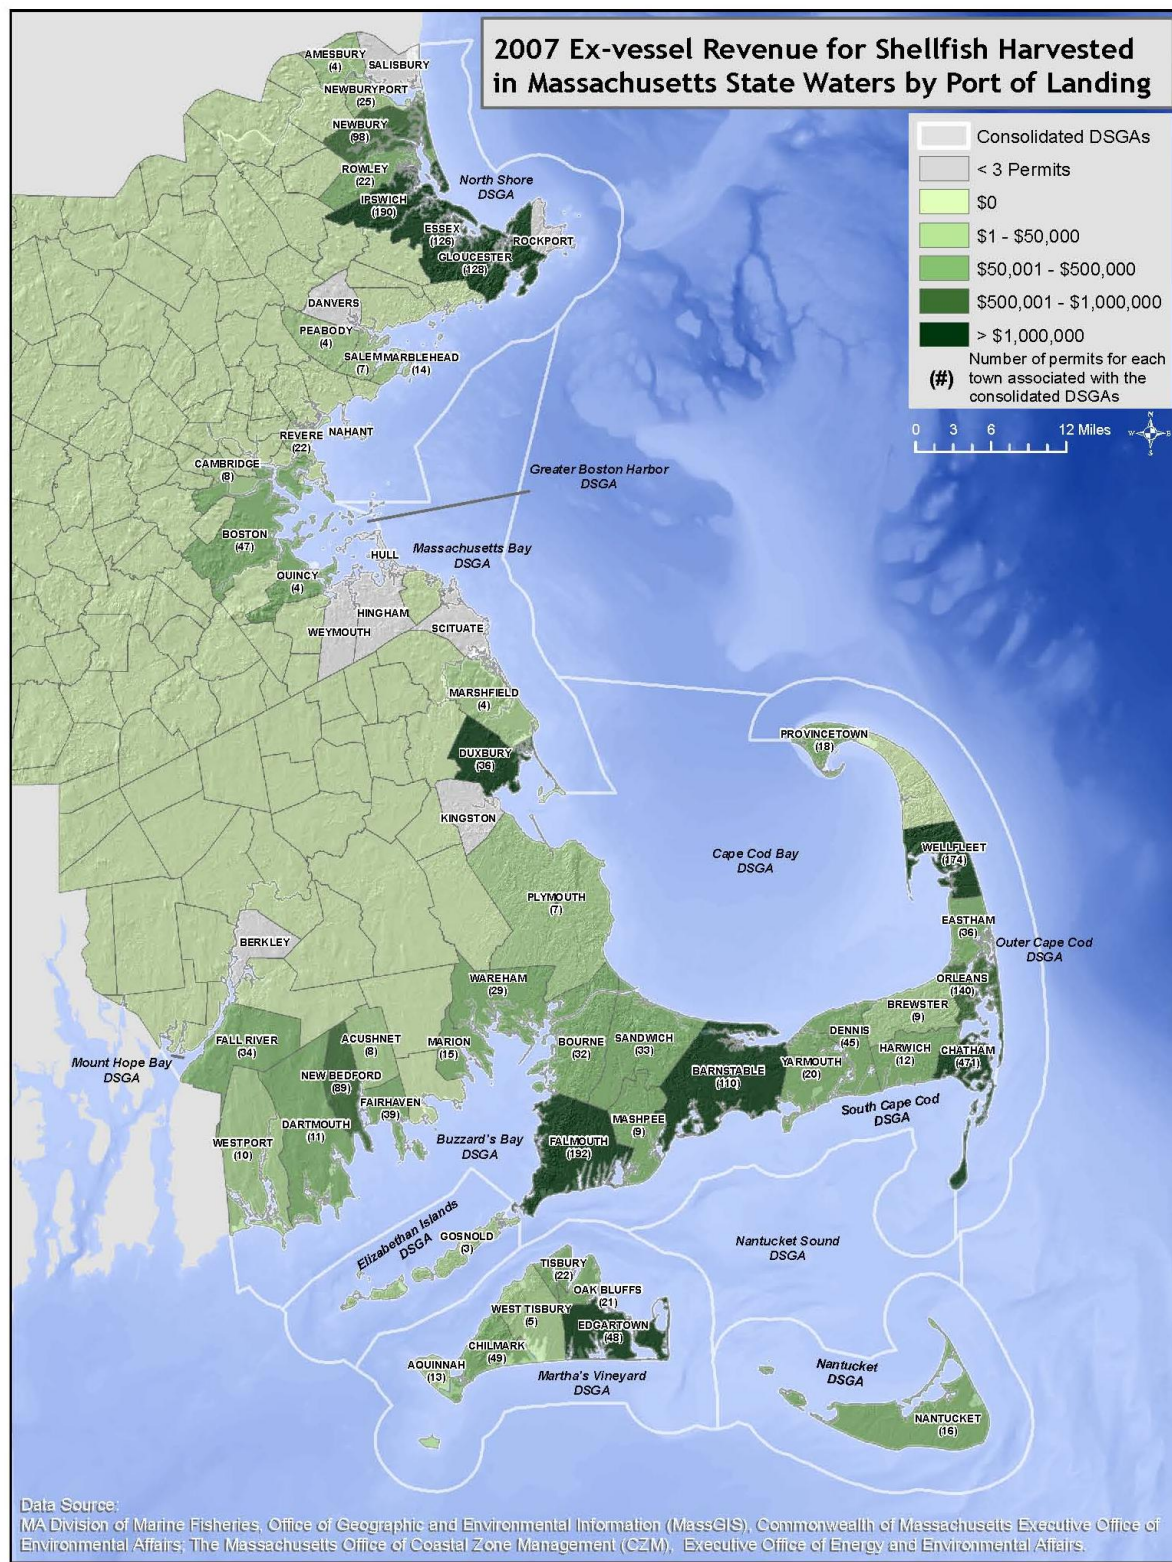 2007 Ex-vessel Revenue for Shellfish Harvested
in Massachusetts State Waters by Port of Landing
Consolidated DSGAs
< 3 Permits
$0
$1 - $50,000
$50,001 - $500,000
$500,001 - $1,000,000
> $1,000,000
(#)
Number of permits for each
town associated with the
consolidated DSGAs
0 3 6 12 Miles
N
W E
S
AMESBURY
(4)
SALISBURY
NEWBURYPORT
(25)
NEWBURY
(98)
ROWLEY
(22)
North Shore
DSGA
IPSWICH
(190)
ESSEX
(126)
ROCKPORT
GLOUCESTER
(128)
DANVERS
PEABODY
(4)
SALEM
(7)
MARBLEHEAD
(14)
REVERE
(22)
NAHANT
CAMBRIDGE
(8)
Greater Boston Harbor
DSGA
BOSTON
(47)
Massachusetts Bay
DSGA
HULL
QUINCY
(4)
HINGHAM
WEYMOUTH
SCITUATE
MARSHFIELD
(4)
DUXBURY
(36)
PROVINCETOWN
(18)
KINGSTON
Cape Cod Bay
DSGA
WELLFLEET
(174)
PLYMOUTH
(7)
EASTHAM
(36)
BERKLEY
Outer Cape Cod
DSGA
WAREHAM
(29)
ORLEANS
(140)
BREWSTER
(9)
FALL RIVER
(34)
ACUSHNET
(8)
MARION
(15)
BOURNE
(32)
SANDWICH
(33)
DENNIS
(45)
HARWICH
(12)
CHATHAM
(471)
Mount Hope Bay
DSGA
NEW BEDFORD
(89)
BARNSTABLE
(110)
YARMOUTH
(20)
FAIRHAVEN
(39)
South Cape Cod
DSGA
DARTMOUTH
(11)
MASHPEE
(9)
WESTPORT
(10)
Buzzard's Bay
DSGA
FALMOUTH
(192)
Elizabethan Islands
DSGA
GOSNOLD
(3)
Nantucket Sound
DSGA
TISBURY
(22)
OAK BLUFFS
(21)
WEST TISBURY
(5)
EDGARTOWN
(48)
CHILMARK
(49)
AQUINNAH
(13)
Martha's Vineyard
DSGA
Nantucket
DSGA
NANTUCKET
(16)
Data Source:
MA Division of Marine Fisheries, Office of Geographic and Environmental Information (MassGIS), Commonwealth of Massachusetts Executive Office of
Environmental Affairs; The Massachusetts Office of Coastal Zone Management (CZM), Executive Office of Energy and Environmental Affairs.